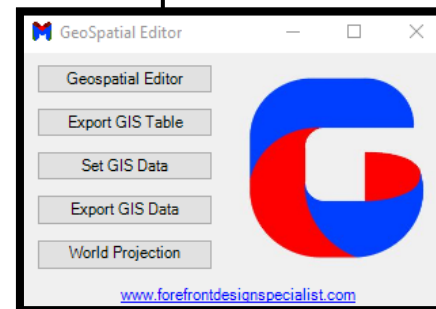 GeoSpatial Editor
Geospatial Editor
Export GIS Table
Set GIS Data
Export GIS Data
World Projection
www.forefrontdesignspecialist.com